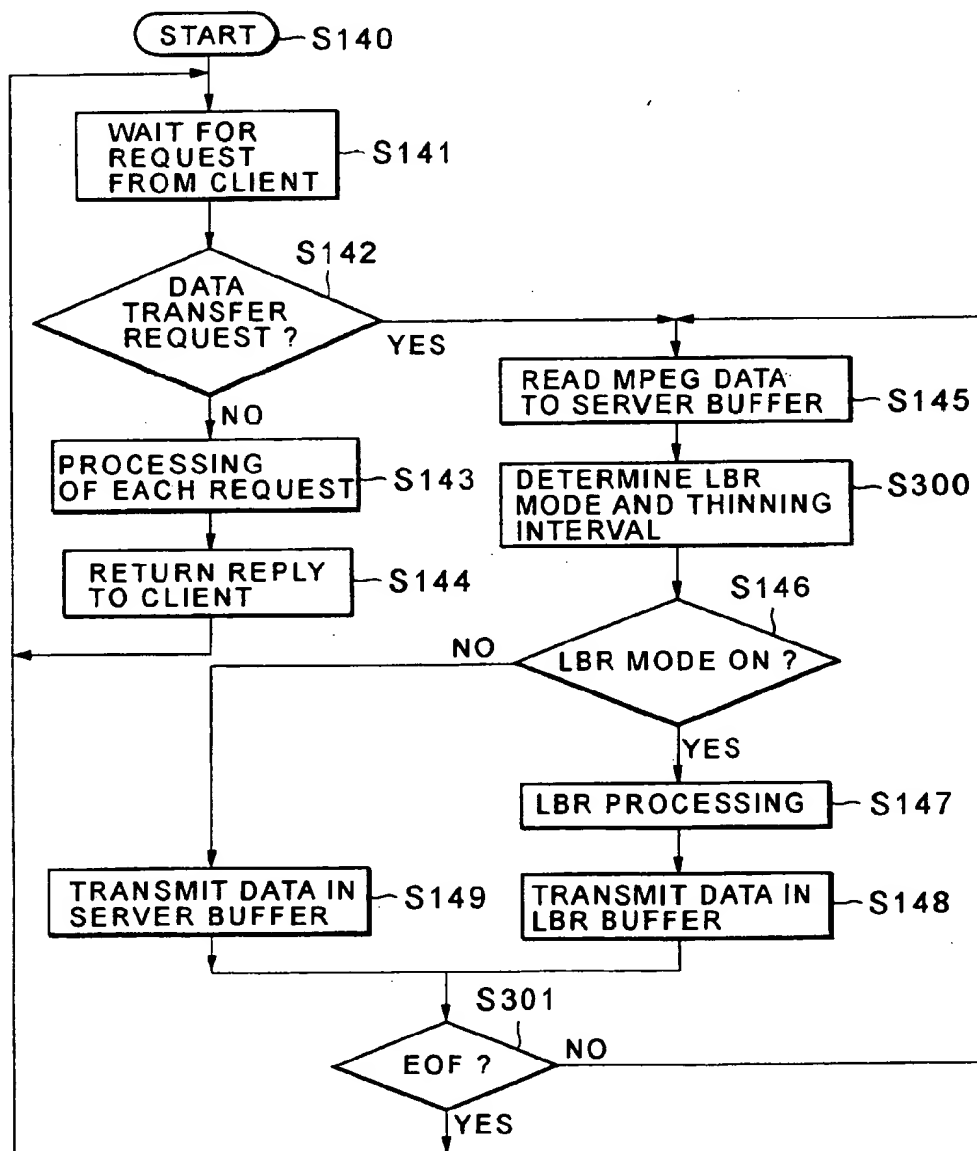 START
S140
WAIT FOR
REQUEST
FROM CLIENT
S141
S142
DATA
TRANSFER
REQUEST ?
YES
NO
READ MPEG DATA
TO SERVER BUFFER
S145
PROCESSING
OF EACH REQUEST
S143
DETERMINE LBR
MODE AND THINNING
INTERVAL
S300
RETURN REPLY
TO CLIENT
S144
S146
NO
LBR MODE ON ?
YES
LBR PROCESSING
S147
TRANSMIT DATA IN
SERVER BUFFER
S149
TRANSMIT DATA IN
LBR BUFFER
S148
S301
EOF ?
NO
YES